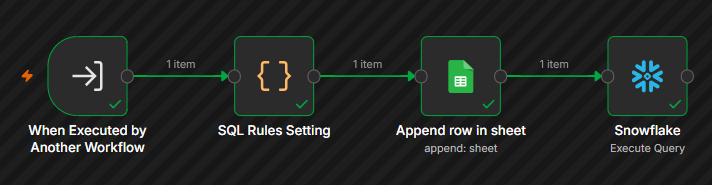 1 item
1 item
1 item
When Executed by
Another Workflow
SQL Rules Setting
Append row in sheet
append: sheet
Snowflake
Execute Query